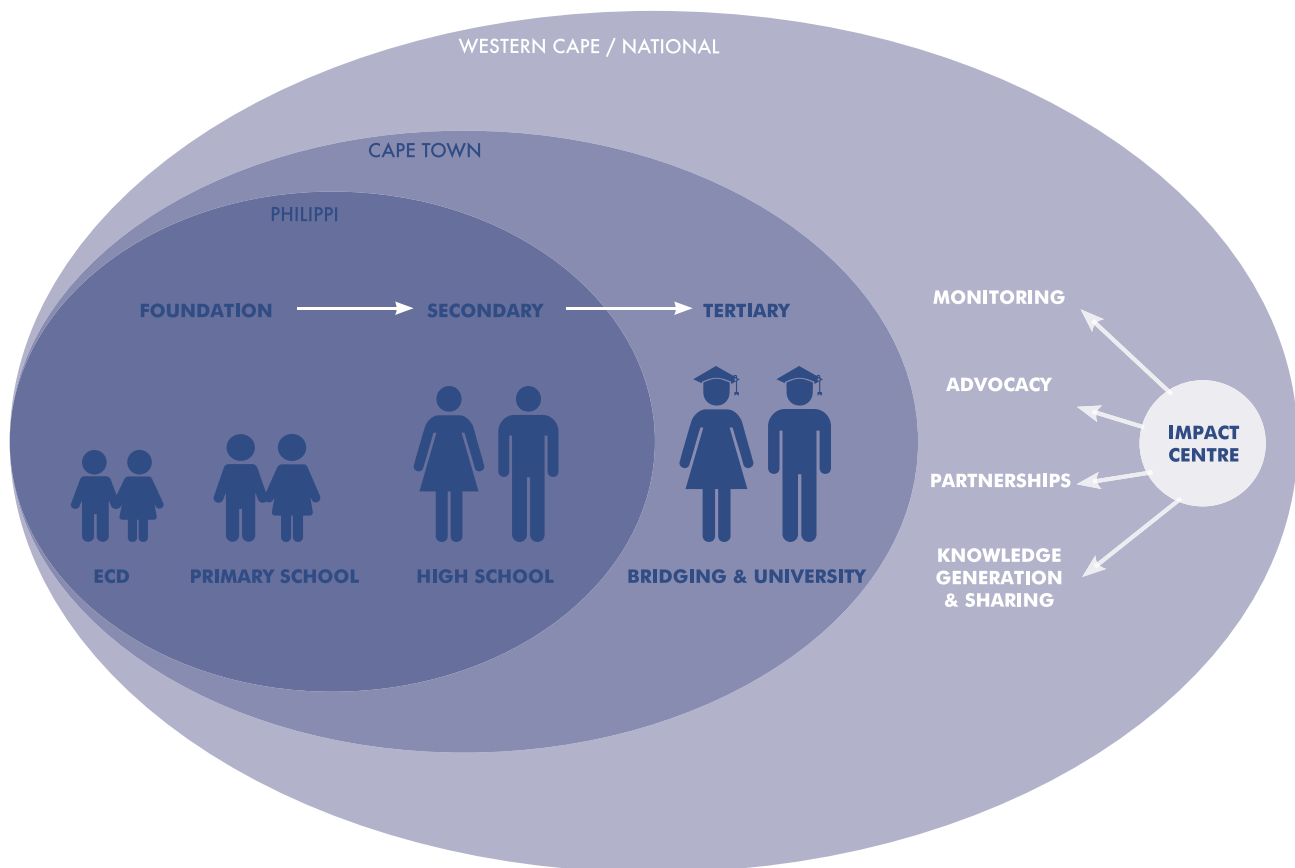 WESTERN CAPE / NATIONAL
CAPE TOWN
PHILIPPI
FOUNDATION
SECONDARY
TERTIARY
ECD
PRIMARY SCHOOL
HIGH SCHOOL
BRIDGING & UNIVERSITY
MONITORING
ADVOCACY
PARTNERSHIPS
KNOWLEDGE
GENERATION
& SHARING
IMPACT
CENTRE